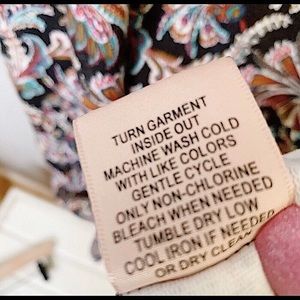 TURN GARMENT
INSIDE OUT
MACHINE WASH COLD
WITH LIKE COLORS
GENTLE CYCLE
ONLY NON-CHLORINE
BLEACH WHEN NEEDED
TUMBLE DRY LOW
COOL IRON IF NEEDED
OR DRY CLEAN